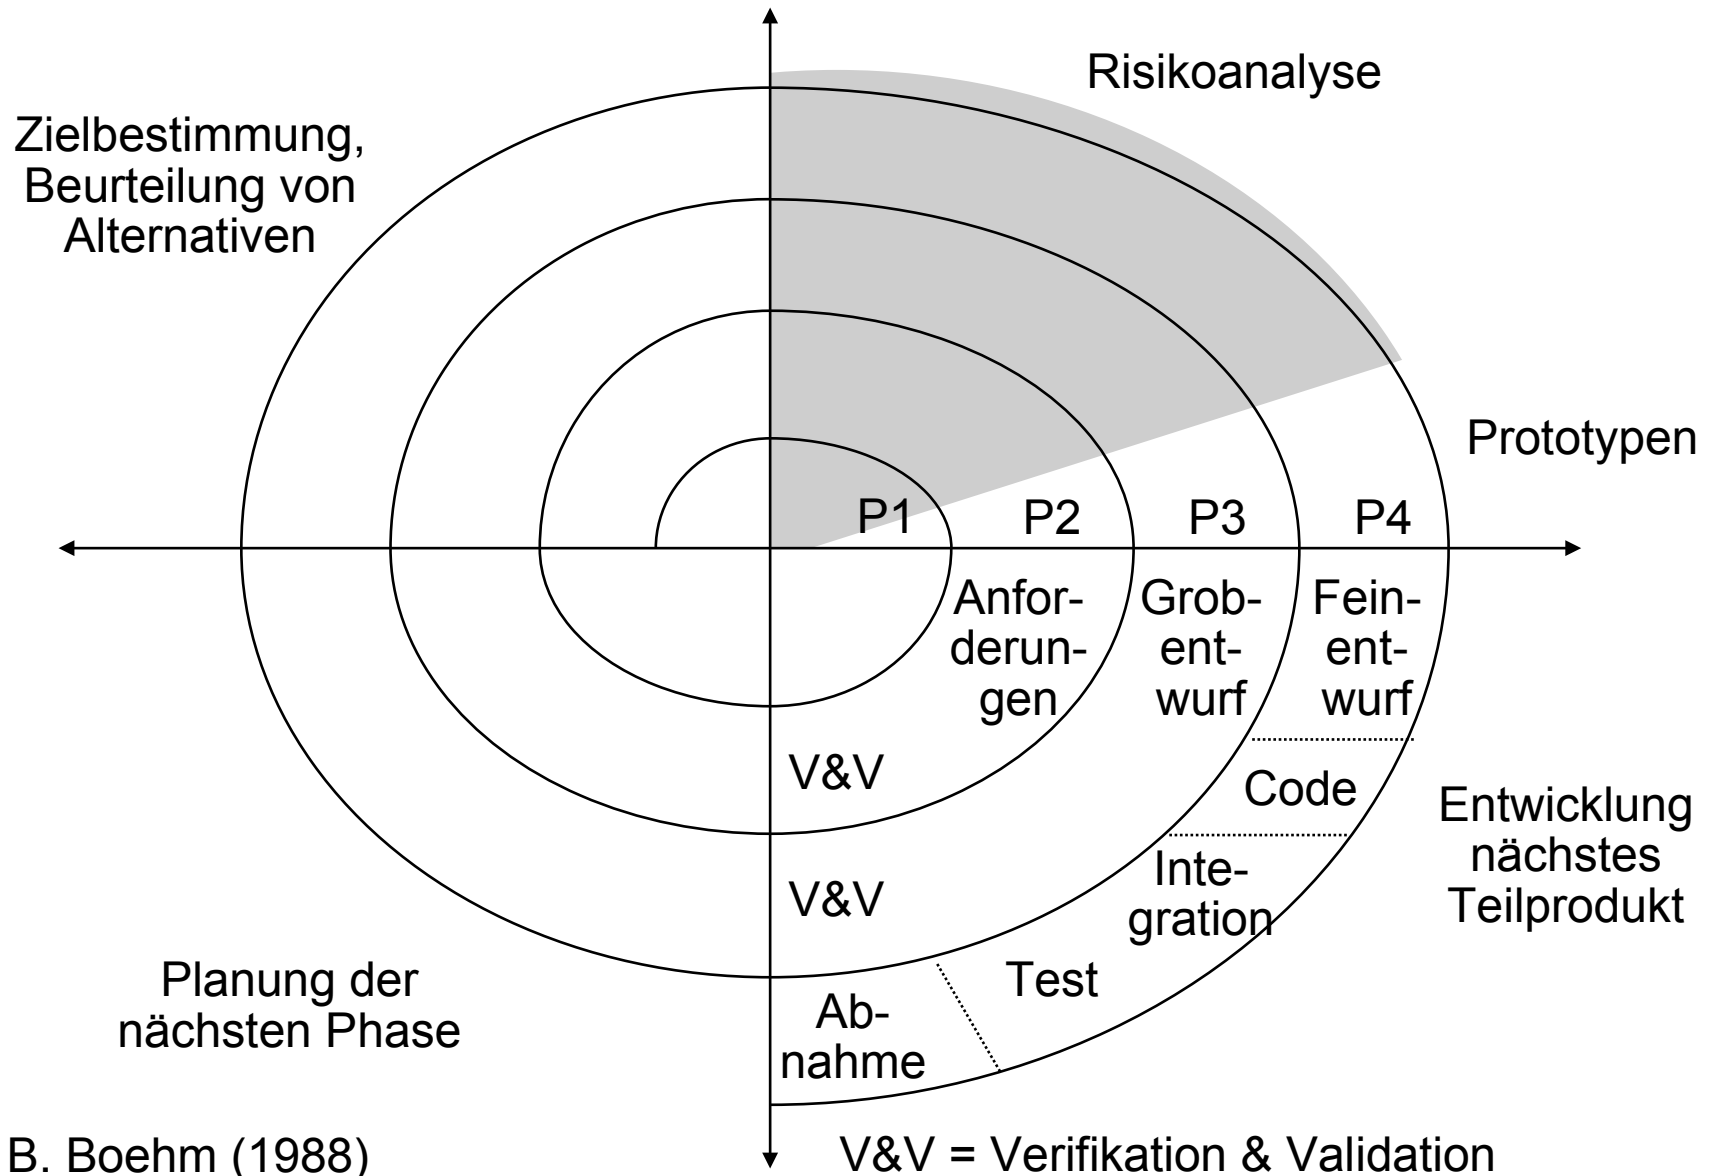 Risikoanalyse
Zielbestimmung,
Beurteilung von
Alternativen
Prototypen
P1
P2
P3
P4
Anfor-
derun-
gen
Grob-
ent-
wurf
Fein-
ent-
wurf
V&V
Code
Entwicklung
nächstes
Teilprodukt
Inte-
gration
V&V
Test
Planung der
nächsten Phase
Ab-
nahme
B. Boehm (1988)
V&V = Verifikation & Validation